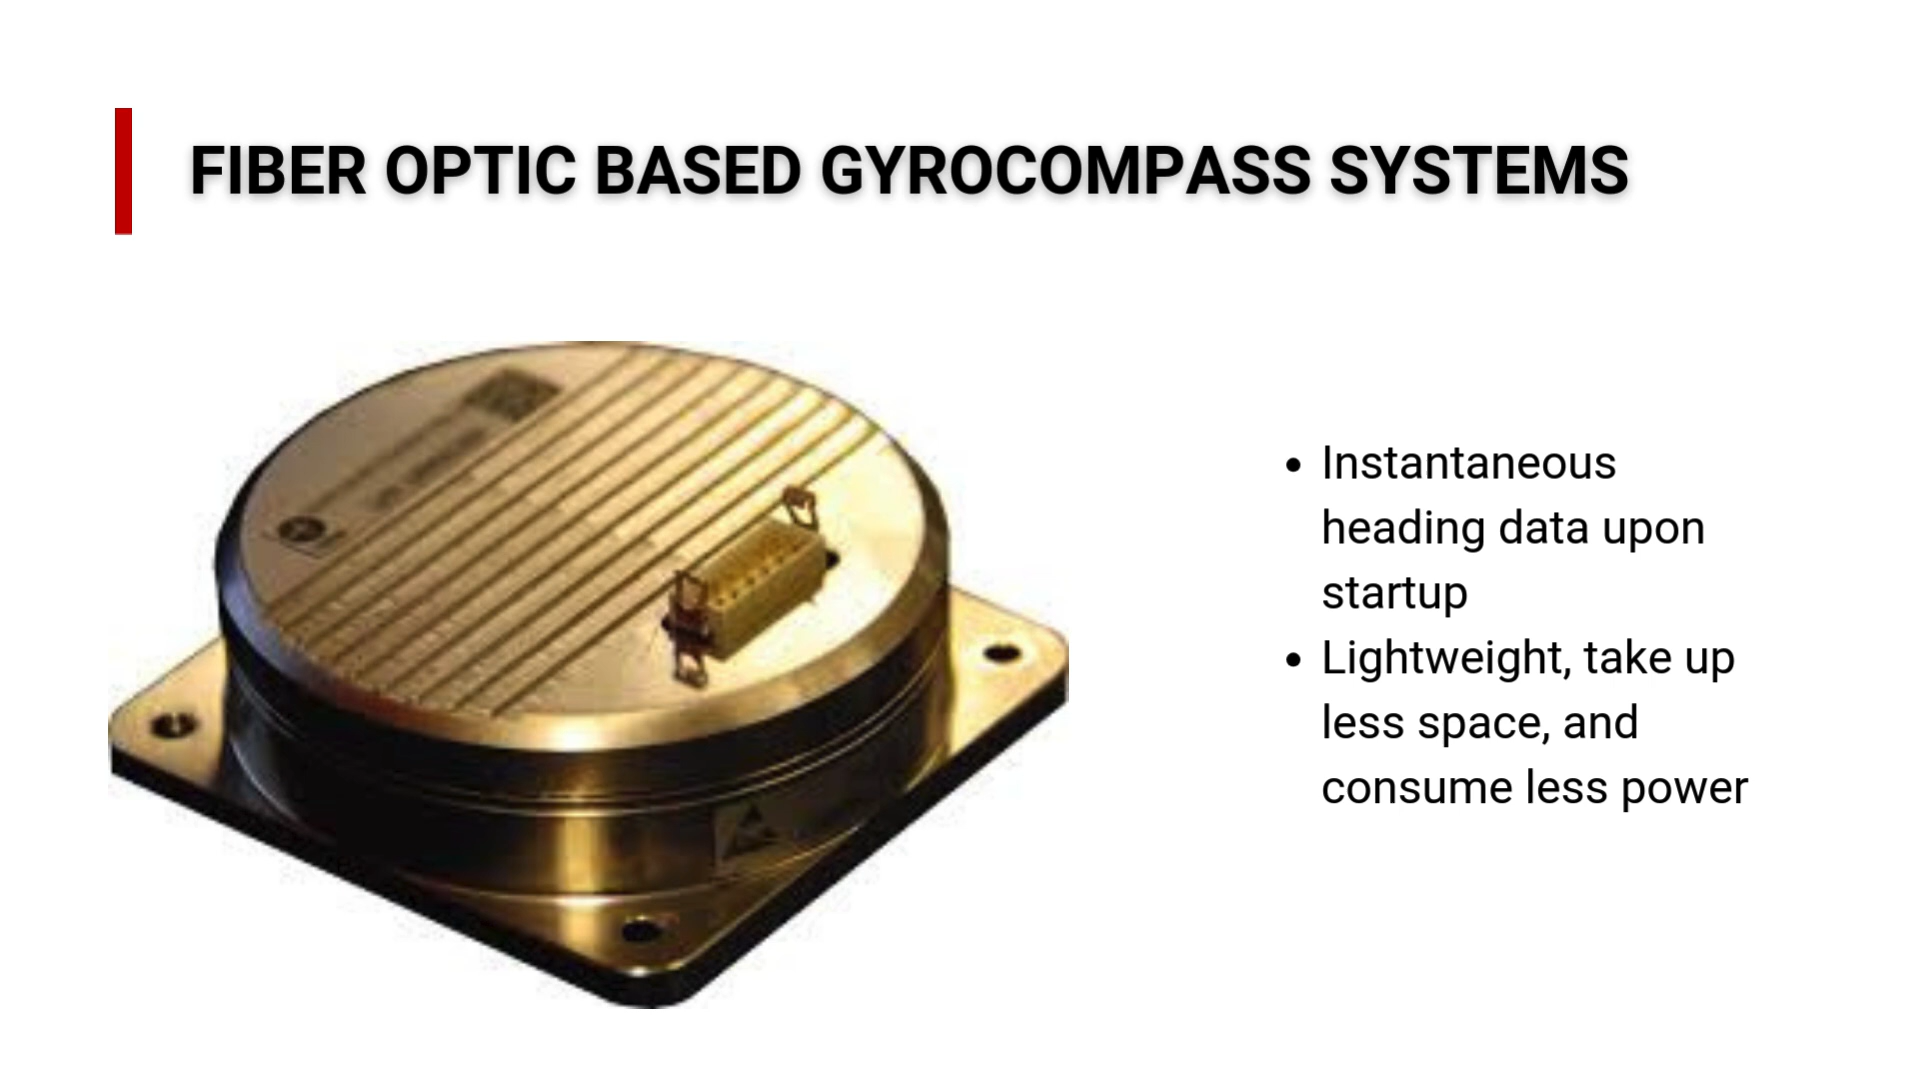 FIBER OPTIC BASED GYROCOMPASS SYSTEMS
• Instantaneous
heading data upon
startup
• Lightweight, take up
less space, and
consume less power